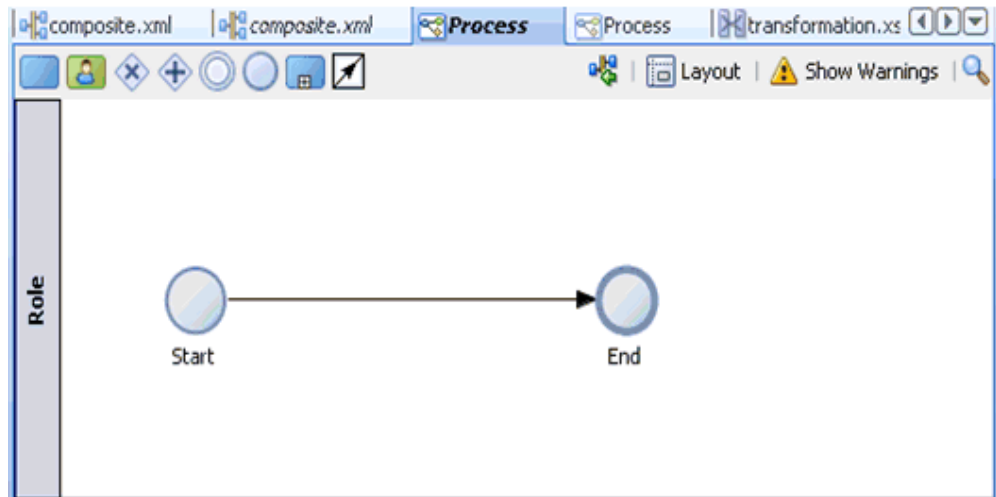 composite.xml composite.xml Process Process transformation.xs
Layout Show Warnings
Role
Start End